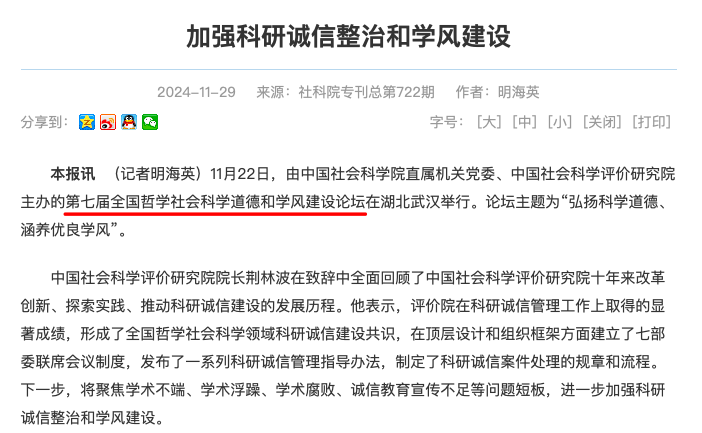 加强科研诚信整治和学风建设
2024-11-29 来源：社科院专刊总第722期 作者：明海英
分享到： 字号： [大] [中] [小] [关闭] [打印]
本报讯 （记者明海英）11月22日，由中国社会科学院直属机关党委、中国社会科学评价研究院
主办的第七届全国哲学社会科学道德和学风建设论坛在湖北武汉举行。论坛主题为“弘扬科学道德、
涵养优良学风”。
中国社会科学评价研究院院长荆林波在致辞中全面回顾了中国社会科学评价研究院十年来改革
创新、探索实践、推动科研诚信建设的发展历程。他表示，评价院在科研诚信管理工作上取得的显
著成绩，形成了全国哲学社会科学领域科研诚信建设共识，在顶层设计和组织框架方面建立了七部
委联席会议制度，发布了一系列科研诚信管理指导办法，制定了科研诚信案件处理的规章和流程。
下一步，将聚焦学术不端、学术浮躁、学术腐败、诚信教育宣传不足等问题短板，进一步加强科研
诚信整治和学风建设。